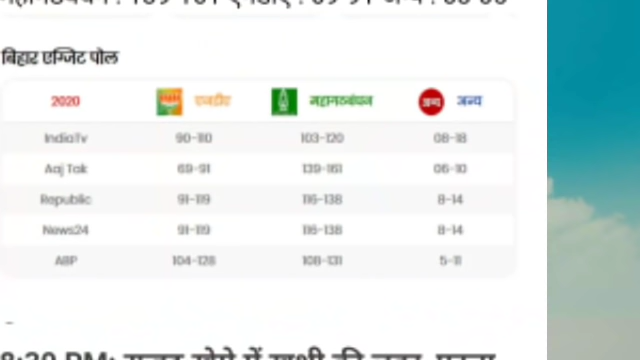 बिहार एग्जिट पोल
2020 एनडीए महागठबंधन अन्य अन्य
IndiaTv 90-110 103-120 08-18
Aaj Tak 69-91 139-161 06-10
Republic 91-119 116-138 8-14
News24 91-119 116-138 8-14
ABP 104-128 108-131 5-11